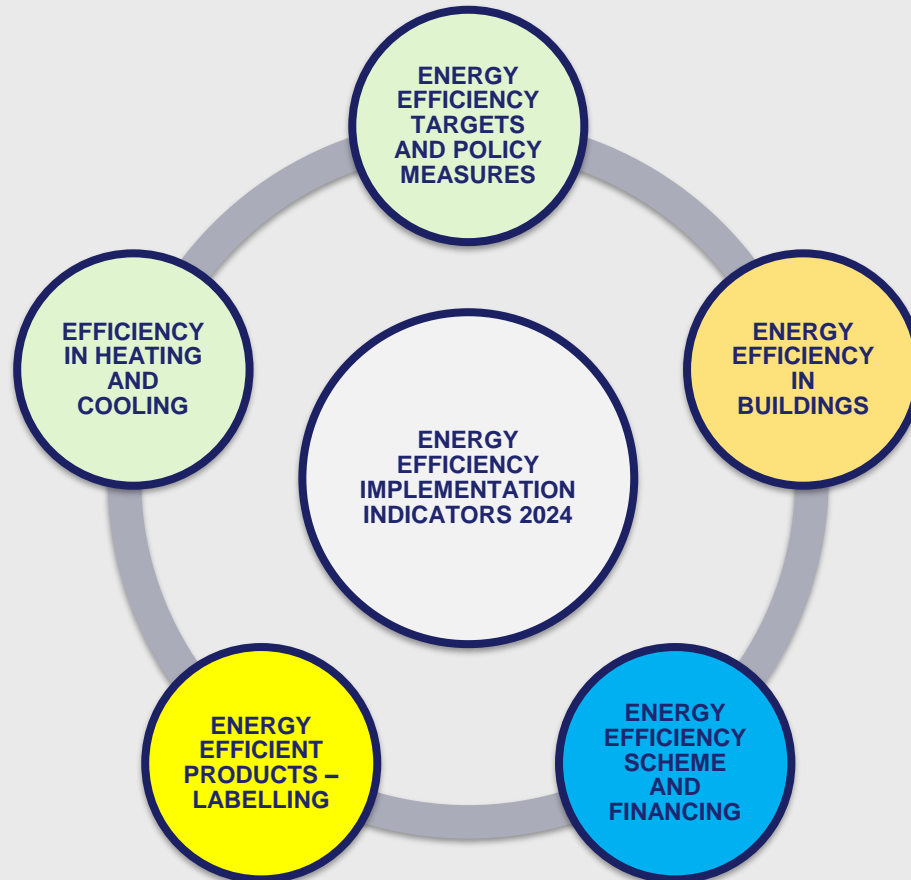 ENERGY
EFFICIENCY
TARGETS
AND POLICY
MEASURES
EFFICIENCY
IN HEATING
AND
COOLING
ENERGY
EFFICIENCY
IN
BUILDINGS
ENERGY
EFFICIENCY
IMPLEMENTATION
INDICATORS 2024
ENERGY
EFFICIENT
PRODUCTS –
LABELLING
ENERGY
EFFICIENCY
SCHEME
AND
FINANCING